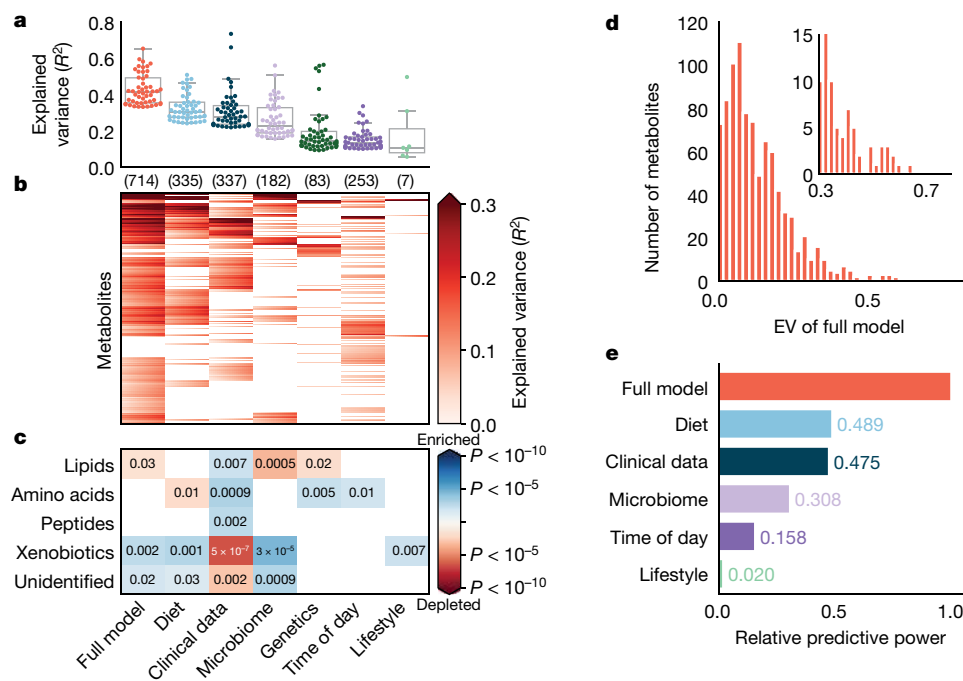 a
Explained variance (R²)
0.8
0.6
0.4
0.2
0.0
b
(714) (335) (337) (182) (83) (253) (7)
Metabolites
0.3
0.2
0.1
0.0
Explained variance (R²)
c
Lipids 0.03 0.007 0.0005 0.02
Amino acids 0.01 0.0009 0.005 0.01
Peptides 0.002
Xenobiotics 0.002 0.001 5 × 10⁻⁷ 3 × 10⁻⁵ 0.007
Unidentified 0.02 0.03 0.002 0.0009
Full model
Diet
Clinical data
Microbiome
Genetics
Time of day
Lifestyle
Enriched
P < 10⁻¹⁰
P < 10⁻⁵
P < 10⁻⁵
P < 10⁻¹⁰
Depleted
d
Number of metabolites
120
100
80
60
40
20
0
0.0 0.5
EV of full model
15
10
5
0
0.3 0.7
e
Full model
Diet 0.489
Clinical data 0.475
Microbiome 0.308
Time of day 0.158
Lifestyle 0.020
0.0 0.5 1.0
Relative predictive power